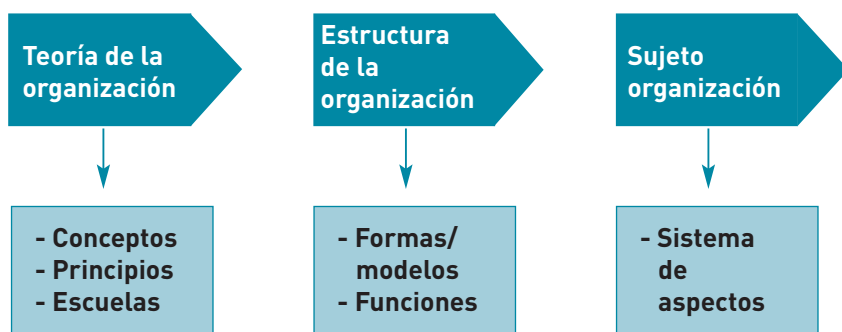 Teoría de la
organización
Estructura
de la
organización
Sujeto
organización
- Conceptos
- Principios
- Escuelas
- Formas/
modelos
- Funciones
- Sistema
de
aspectos